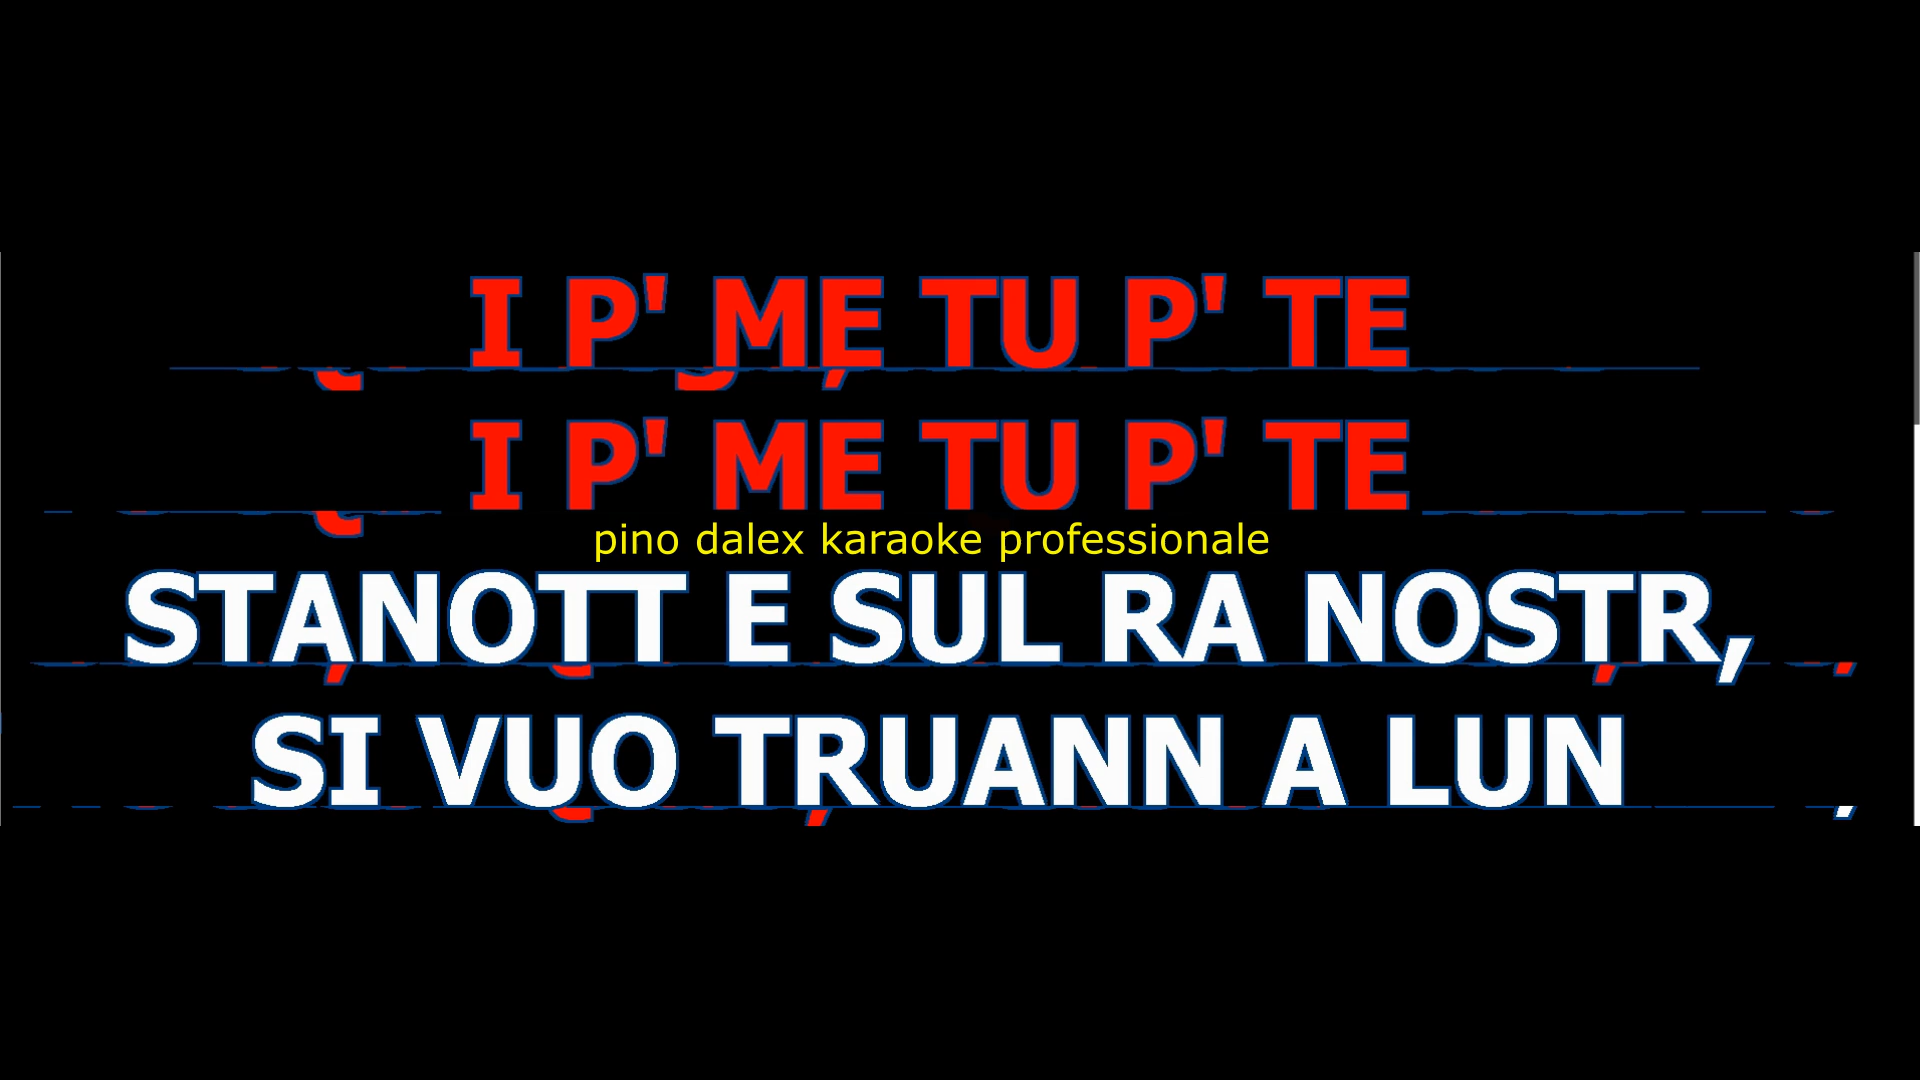 I P' ME TU P' TE
I P' ME TU P' TE
pino dalex karaoke professionale
STANOTT E SUL RA NOSTR,
SI VUO TRUANN A LUN